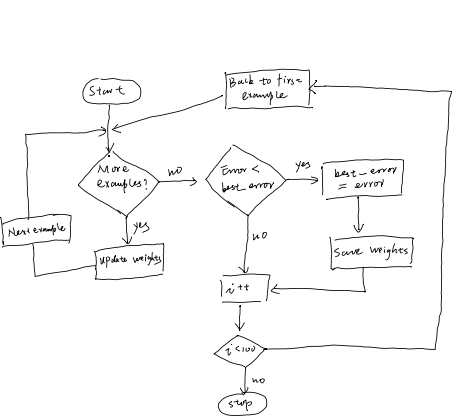 Start
Back to first
example
More
examples?
no
Error <
best_error
yes
best_error
= error
Next example
yes
update weights
no
Save weights
i++
i<100
no
stop